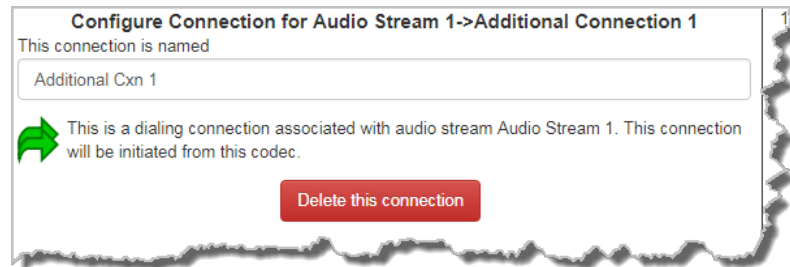 Configure Connection for Audio Stream 1->Additional Connection 1
This connection is named
Additional Cxn 1
This is a dialing connection associated with audio stream Audio Stream 1. This connection
will be initiated from this codec.
Delete this connection
1